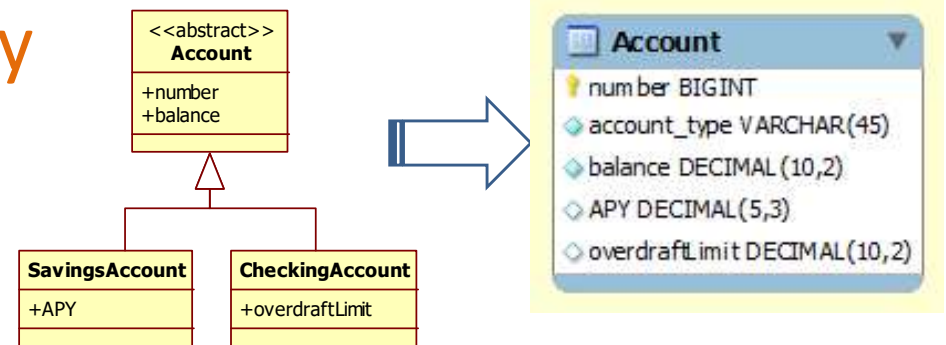 y
<<abstract>>
Account
+number
+balance
SavingsAccount
+APY
CheckingAccount
+overdraftLimit
Account
number BIGINT
account_type VARCHAR(45)
balance DECIMAL(10,2)
APY DECIMAL(5,3)
overdraftLimit DECIMAL(10,2)